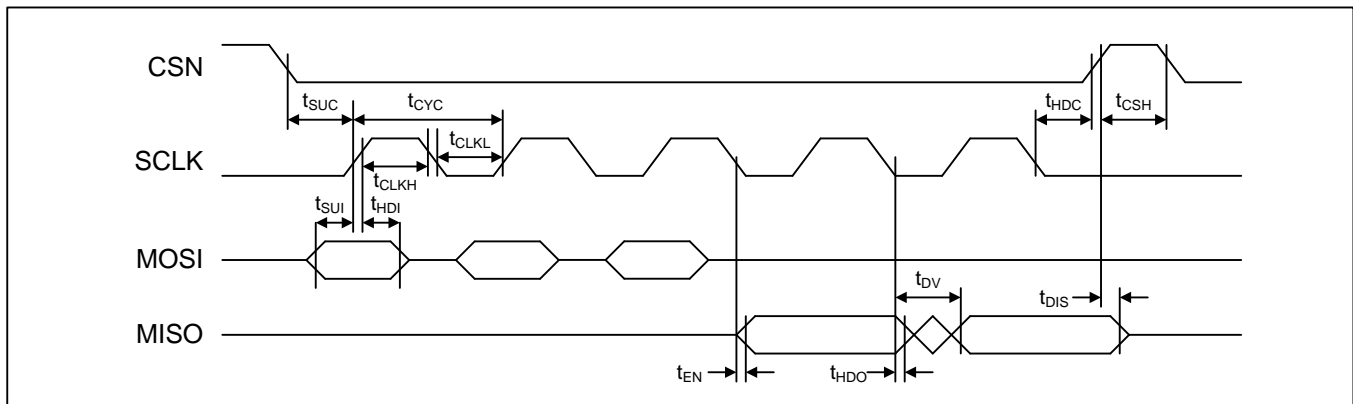 CSN
tSUC
tCYC
tHDC
tCSH
SCLK
tCLKL
tCLKH
tSUI
tHDI
MOSI
tDV
tDIS
MISO
tEN
tHDO